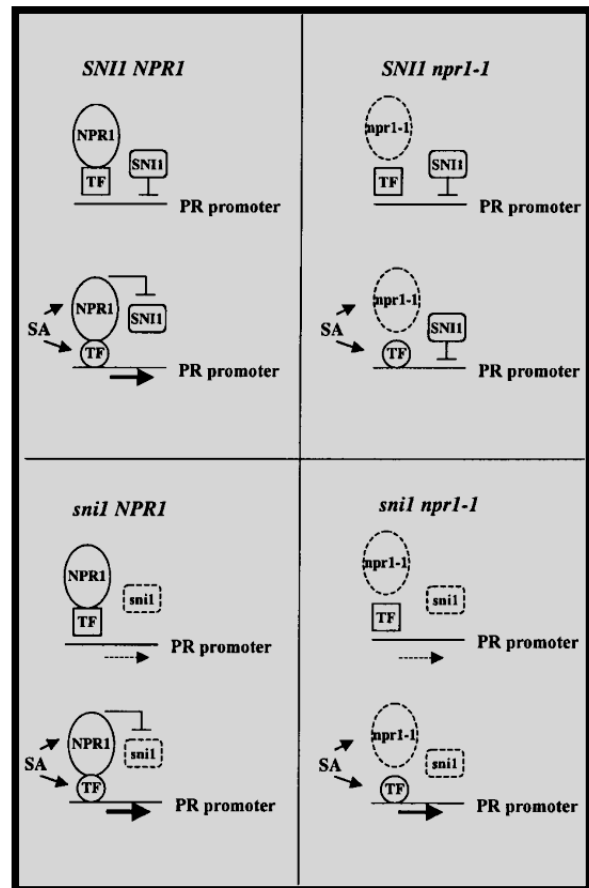 SNI1 NPR1
NPR1
TF
SNI1
PR promoter
SA
NPR1
TF
SNI1
PR promoter
SNI1 npr1-1
npr1-1
TF
SNI1
PR promoter
SA
npr1-1
TF
SNI1
PR promoter
sni1 NPR1
NPR1
TF
sni1
PR promoter
SA
NPR1
TF
sni1
PR promoter
sni1 npr1-1
npr1-1
TF
sni1
PR promoter
SA
npr1-1
TF
sni1
PR promoter